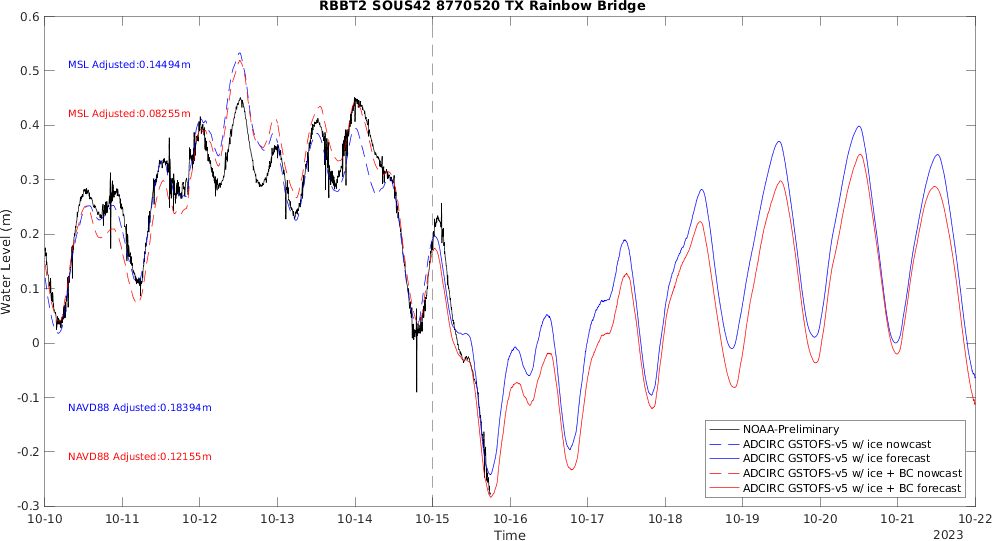 RBBT2 SOUS42 8770520 TX Rainbow Bridge
0.6
0.5
0.4
0.3
0.2
0.1
0
-0.1
-0.2
-0.3
Water Level (m)
MSL Adjusted:0.14494m
MSL Adjusted:0.08255m
NAVD88 Adjusted:0.18394m
NAVD88 Adjusted:0.12155m
NOAA-Preliminary
ADCIRC GSTOFS-v5 w/ ice nowcast
ADCIRC GSTOFS-v5 w/ ice forecast
ADCIRC GSTOFS-v5 w/ ice + BC nowcast
ADCIRC GSTOFS-v5 w/ ice + BC forecast
10-10 10-11 10-12 10-13 10-14 10-15 10-16 10-17 10-18 10-19 10-20 10-21 10-22
Time
2023